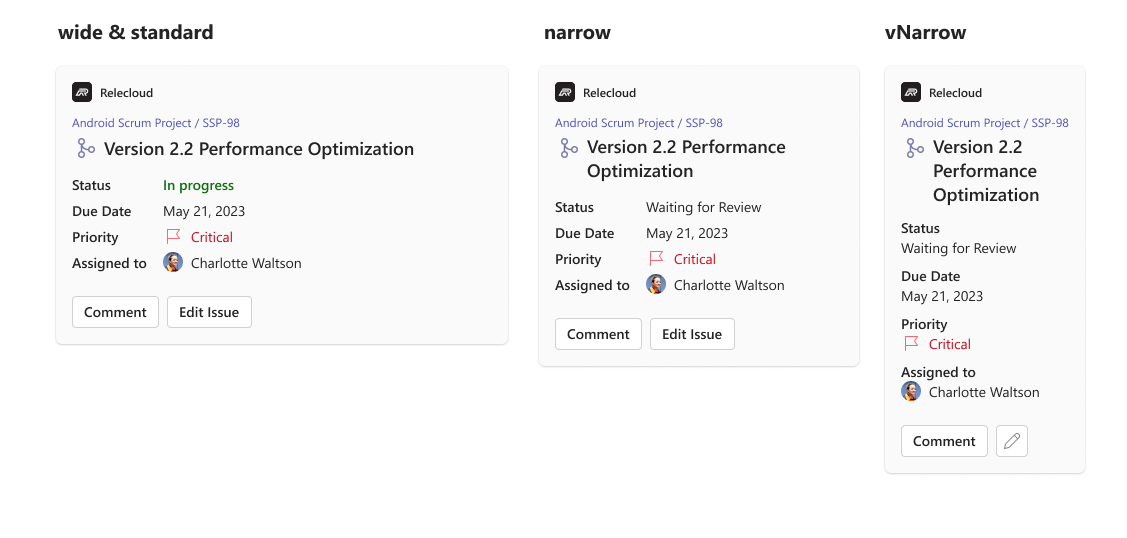 wide & standard
Relecloud
Android Scrum Project / SSP-98
Version 2.2 Performance Optimization
Status In progress
Due Date May 21, 2023
Priority Critical
Assigned to Charlotte Waltson
Comment Edit Issue
narrow
Relecloud
Android Scrum Project / SSP-98
Version 2.2 Performance
Optimization
Status Waiting for Review
Due Date May 21, 2023
Priority Critical
Assigned to Charlotte Waltson
Comment Edit Issue
vNarrow
Relecloud
Android Scrum Project / SSP-98
Version 2.2
Performance
Optimization
Status
Waiting for Review
Due Date
May 21, 2023
Priority
Critical
Assigned to
Charlotte Waltson
Comment